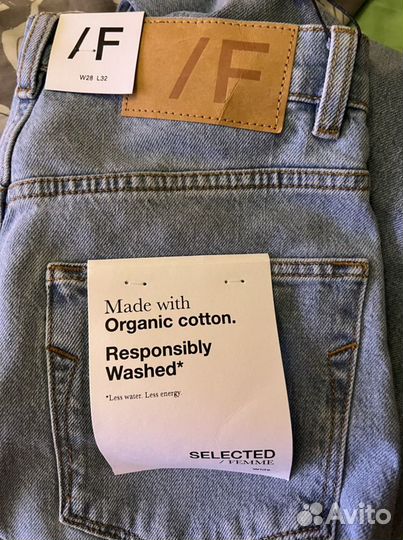 /F
W28 L32
/F
Made with
Organic cotton.
Responsibly
Washed*
*Less water. Less energy.
SELECTED
/ FEMME
Avito